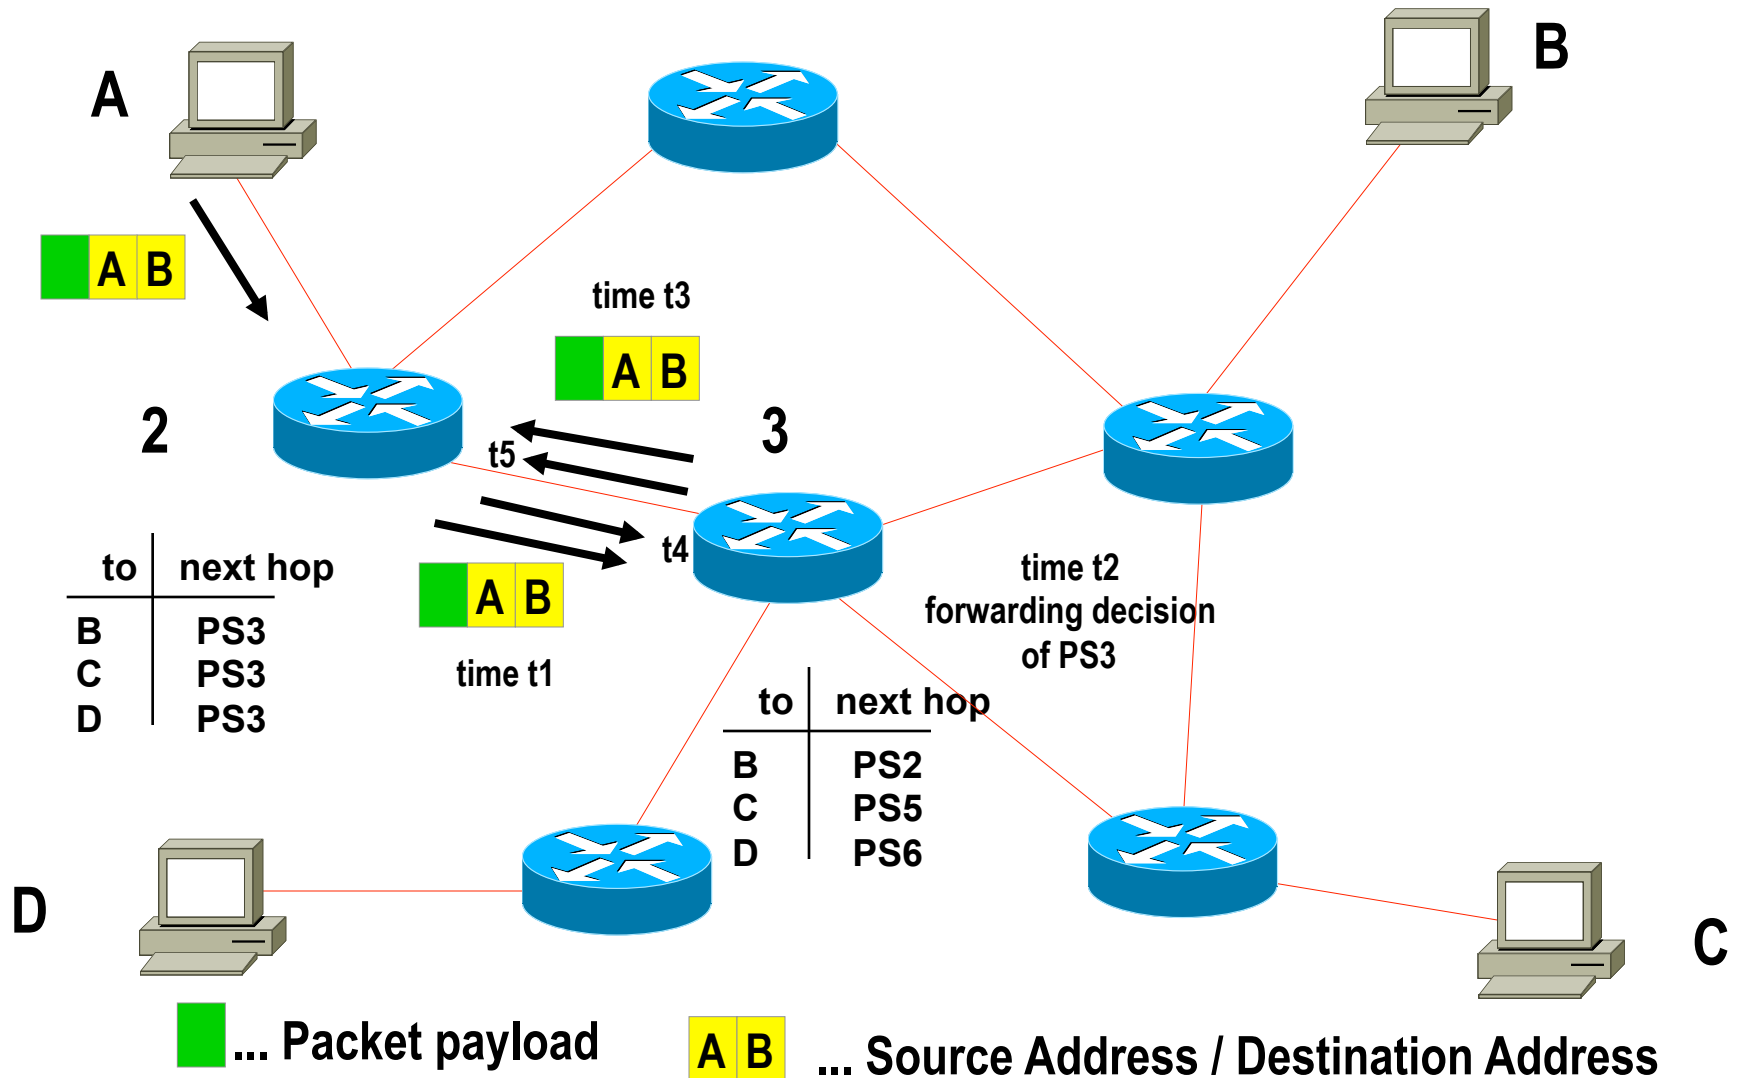 A
B
A B
time t3
A B
2
3
t5
t4
to next hop
B PS3
C PS3
D PS3
A B
time t1
time t2
forwarding decision
of PS3
to next hop
B PS2
C PS5
D PS6
D
C
... Packet payload
A B ... Source Address / Destination Address